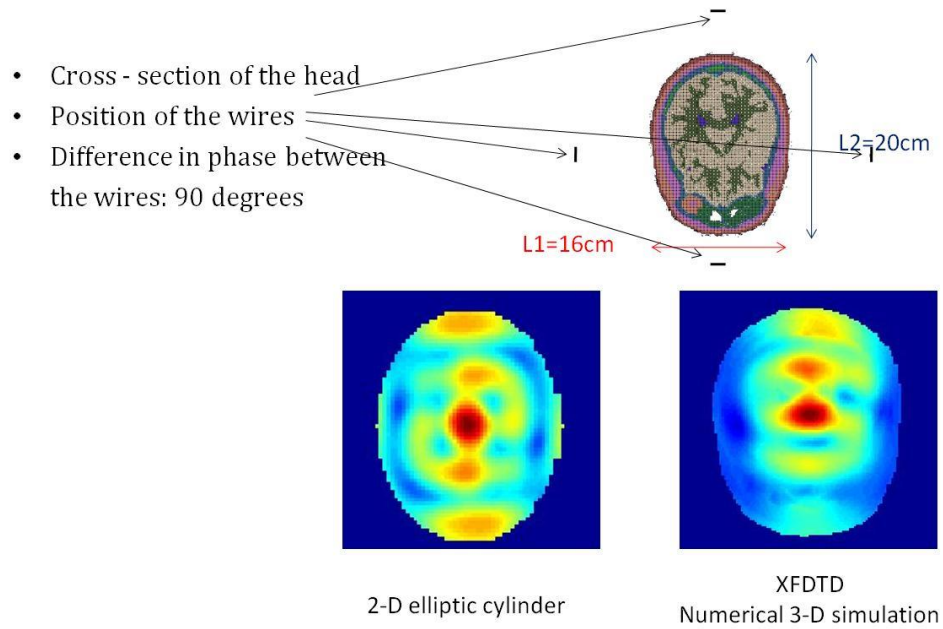 • Cross - section of the head
• Position of the wires
• Difference in phase between
the wires: 90 degrees
L2=20cm
L1=16cm
2-D elliptic cylinder
XFDTD
Numerical 3-D simulation